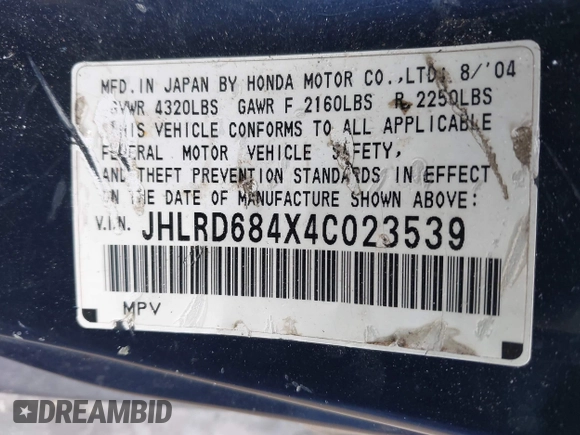 MFD.IN JAPAN BY HONDA MOTOR CO.,LTD: 8/'04
GVWR 4320LBS GAWR F 2160LBS R 2250LBS
THIS VEHICLE CONFORMS TO ALL APPLICABLE
FEDERAL MOTOR VEHICLE SAFETY,
AND THEFT PREVENTION STANDARDS IN EFFECT
ON THE DATE OF MANUFACTURE SHOWN ABOVE:
V.I.N. JHLRD684X4C023539
MPV
DREAMBID